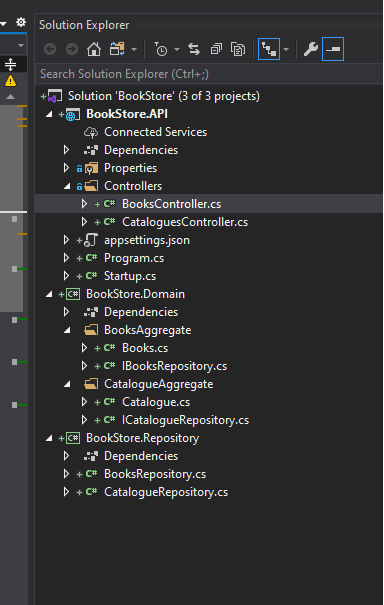 Solution Explorer
Search Solution Explorer (Ctrl+;)
Solution 'BookStore' (3 of 3 projects)
BookStore.API
Connected Services
Dependencies
Properties
Controllers
C# BooksController.cs
C# CataloguesController.cs
appsettings.json
C# Program.cs
C# Startup.cs
C# BookStore.Domain
Dependencies
BooksAggregate
C# Books.cs
C# IBooksRepository.cs
CatalogueAggregate
C# Catalogue.cs
C# ICatalogueRepository.cs
C# BookStore.Repository
Dependencies
C# BooksRepository.cs
C# CatalogueRepository.cs